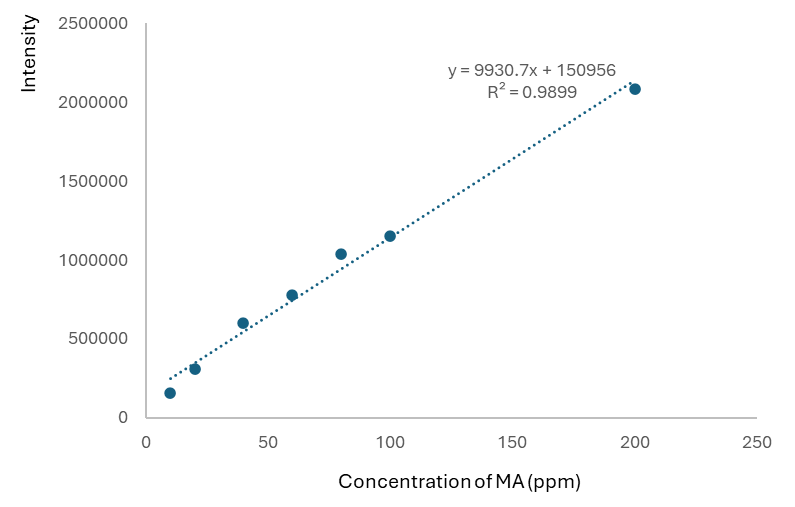 Intensity
2500000
2000000
1500000
1000000
500000
0
y = 9930.7x + 150956
R² = 0.9899
0 50 100 150 200 250
Concentration of MA (ppm)